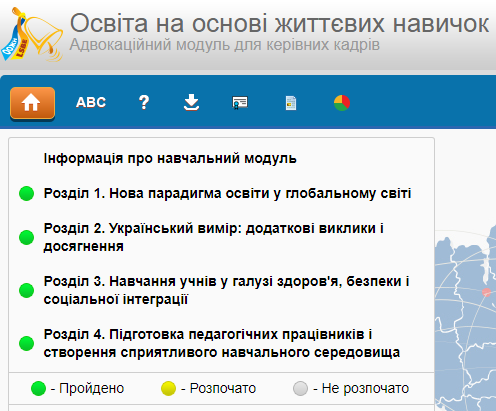 Освіта на основі життєвих навичок
Адвокаційний модуль для керівних кадрів
LSBE
ABC
?
Інформація про навчальний модуль
Розділ 1. Нова парадигма освіти у глобальному світі
Розділ 2. Український вимір: додаткові виклики і
досягнення
Розділ 3. Навчання учнів у галузі здоров'я, безпеки і
соціальної інтеграції
Розділ 4. Підготовка педагогічних працівників і
створення сприятливого навчального середовища
- Пройдено - Розпочато - Не розпочато